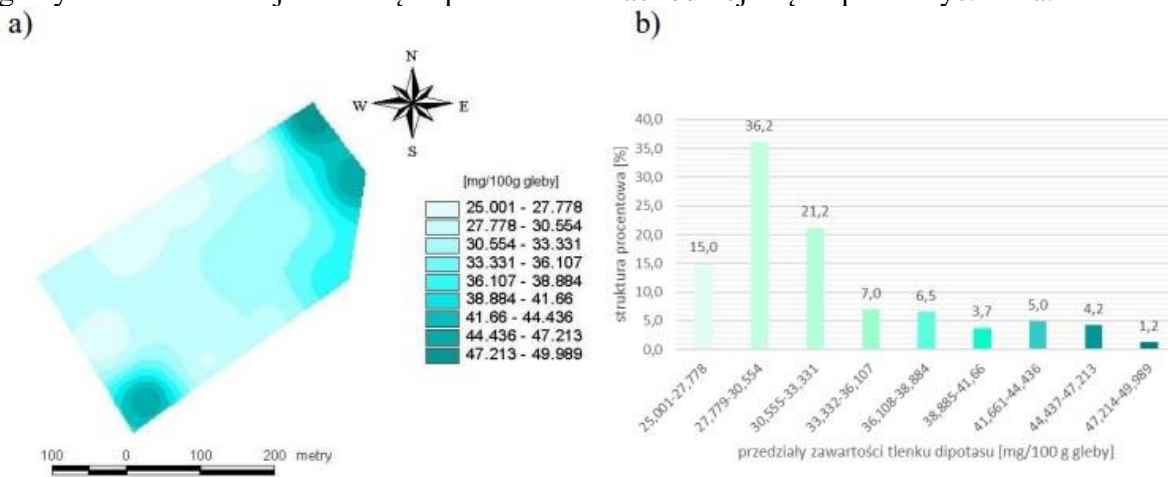 a)
b)
N
W E
S
[mg/100g gleby]
25.001 - 27.778
27.778 - 30.554
30.554 - 33.331
33.331 - 36.107
36.107 - 38.884
38.884 - 41.66
41.66 - 44.436
44.436 - 47.213
47.213 - 49.989
100 0 100 200 metry
struktura procentowa [%]
40,0
35,0
30,0
25,0
20,0
15,0
10,0
5,0
0,0
15,0
36,2
21,2
7,0
6,5
3,7
5,0
4,2
1,2
25,001-27,778
27,779-30,554
30,555-33,331
33,332-36,107
36,108-38,884
38,885-41,66
41,661-44,436
44,437-47,213
47,214-49,989
przedziały zawartości tlenku dipotasu [mg/100 g gleby]